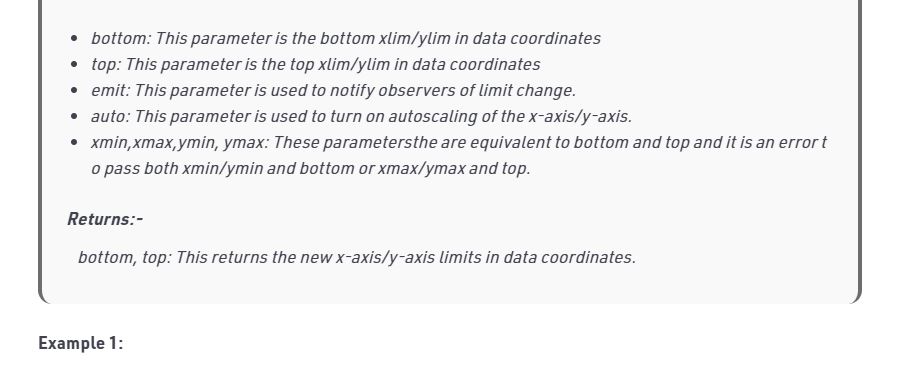 bottom: This parameter is the bottom xlim/ylim in data coordinates
top: This parameter is the top xlim/ylim in data coordinates
emit: This parameter is used to notify observers of limit change.
auto: This parameter is used to turn on autoscaling of the x-axis/y-axis.
xmin,xmax,ymin, ymax: These parametersthe are equivalent to bottom and top and it is an error t
o pass both xmin/ymin and bottom or xmax/ymax and top.
Returns:-
bottom, top: This returns the new x-axis/y-axis limits in data coordinates.
Example 1: